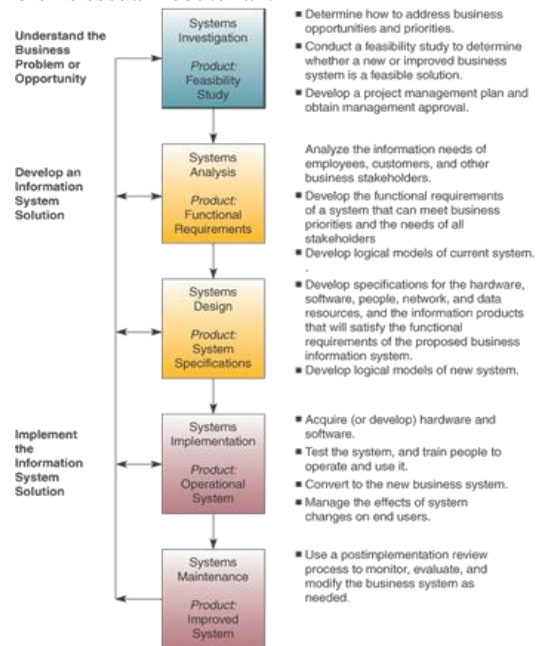 Understand the
Business
Problem or
Opportunity
Systems
Investigation
Product:
Feasibility
Study
■ Determine how to address business
opportunities and priorities.
■ Conduct a feasibility study to determine
whether a new or improved business
system is a feasible solution.
■ Develop a project management plan and
obtain management approval.
Develop an
Information
System
Solution
Systems
Analysis
Product:
Functional
Requirements
Analyze the information needs of
employees, customers, and other
business stakeholders.
■ Develop the functional requirements
of a system that can meet business
priorities and the needs of all
stakeholders
■ Develop logical models of current system.
.
Systems
Design
Product:
System
Specifications
■ Develop specifications for the hardware,
software, people, network, and data
resources, and the information products
that will satisfy the functional
requirements of the proposed business
information system.
■ Develop logical models of new system.
Implement
the
Information
System
Solution
Systems
Implementation
Product:
Operational
System
■ Acquire (or develop) hardware and
software.
■ Test the system, and train people to
operate and use it.
■ Convert to the new business system.
■ Manage the effects of system
changes on end users.
Systems
Maintenance
Product:
Improved
System
■ Use a postimplementation review
process to monitor, evaluate, and
modify the business system as
needed.